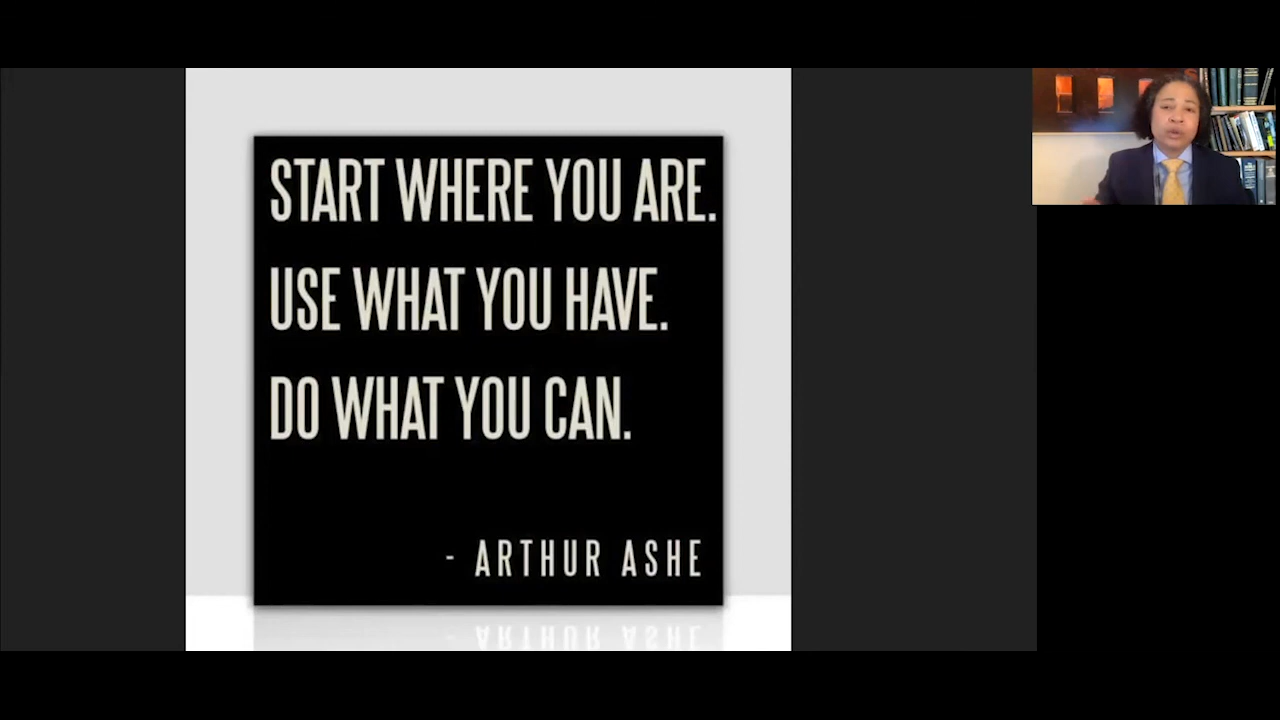 START WHERE YOU ARE.
USE WHAT YOU HAVE.
DO WHAT YOU CAN.
- ARTHUR ASHE